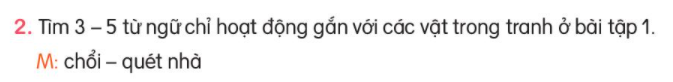 2. Tìm 3 – 5 từ ngữ chỉ hoạt động gắn với các vật trong tranh ở bài tập 1.
M: chổi – quét nhà